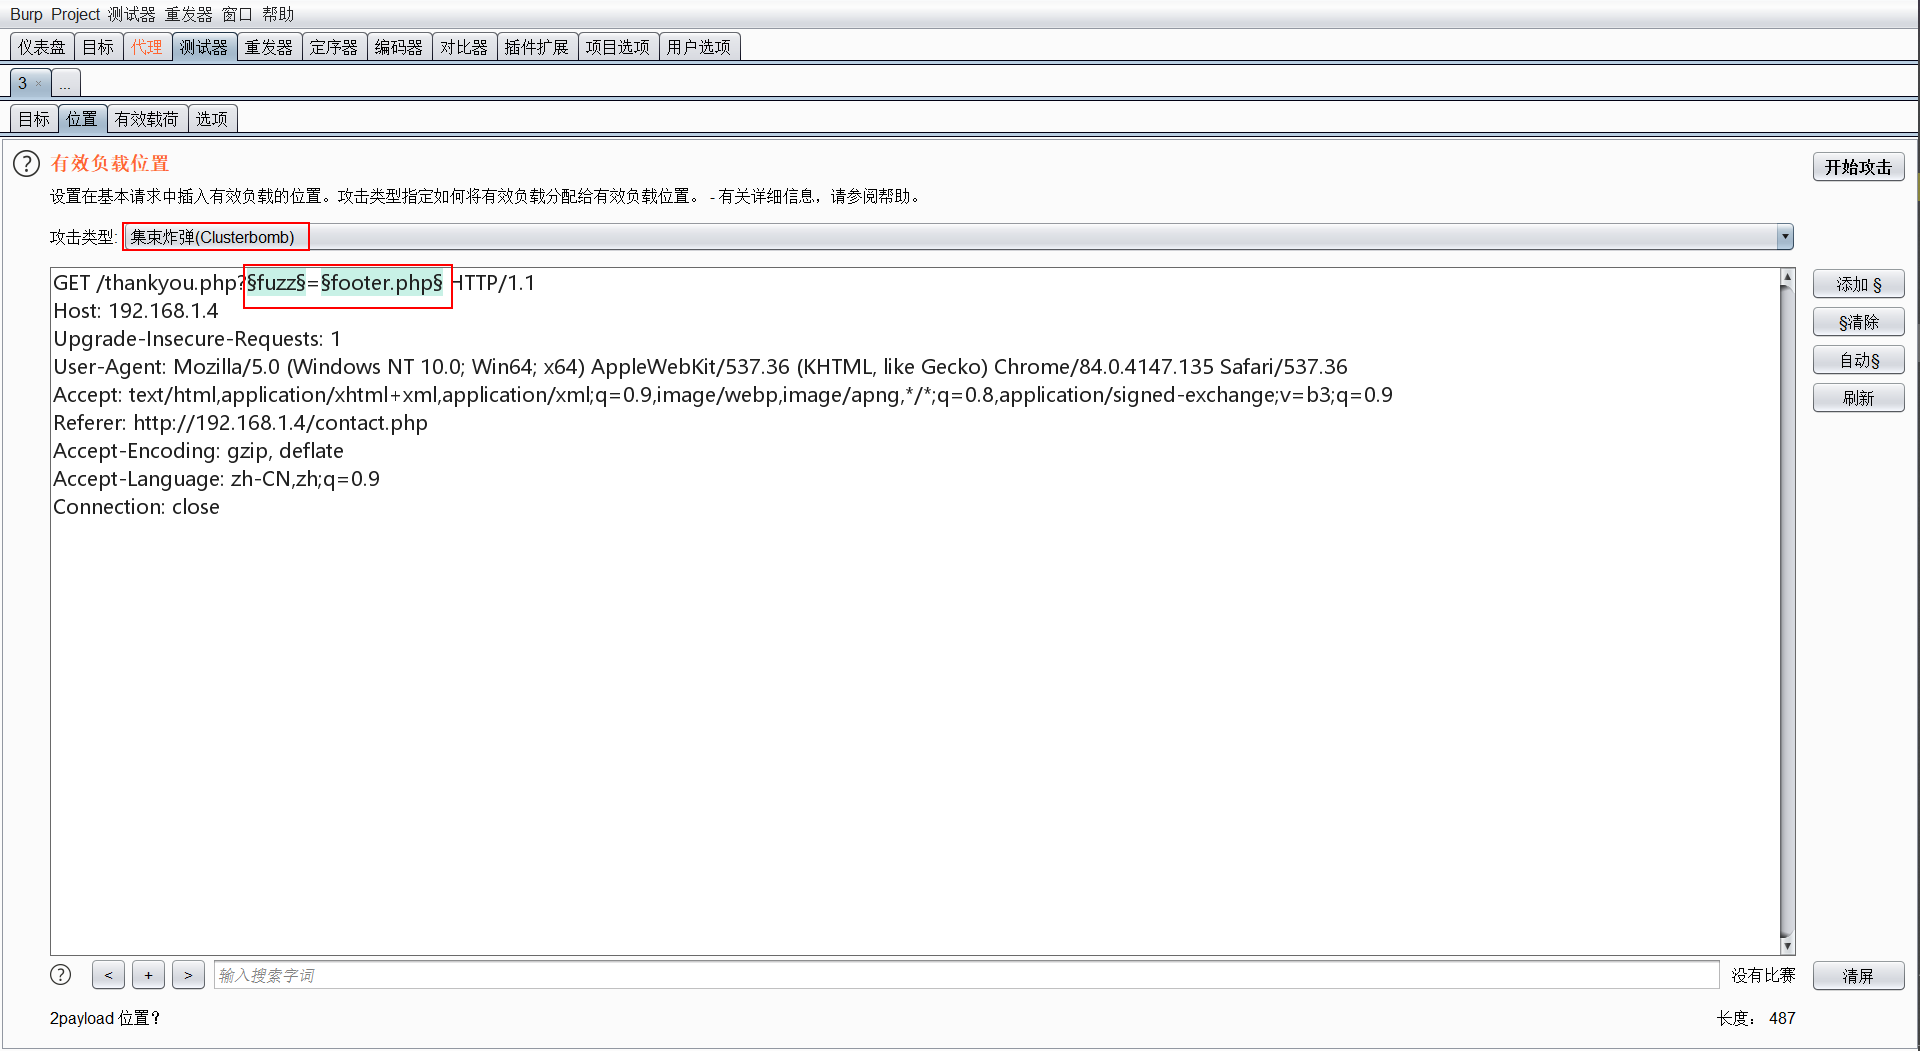 Burp Project 测试器 重发器 窗口 帮助
仪表盘 目标 代理 测试器 重发器 定序器 编码器 对比器 插件扩展 项目选项 用户选项
3 × ...
目标 位置 有效载荷 选项
? 有效负载位置
开始攻击
设置在基本请求中插入有效负载的位置。攻击类型指定如何将有效负载分配给有效负载位置。 - 有关详细信息，请参阅帮助。
攻击类型: 集束炸弹(Clusterbomb)
GET /thankyou.php?§fuzz§=§footer.php§ HTTP/1.1
Host: 192.168.1.4
Upgrade-Insecure-Requests: 1
User-Agent: Mozilla/5.0 (Windows NT 10.0; Win64; x64) AppleWebKit/537.36 (KHTML, like Gecko) Chrome/84.0.4147.135 Safari/537.36
Accept: text/html,application/xhtml+xml,application/xml;q=0.9,image/webp,image/apng,*/*;q=0.8,application/signed-exchange;v=b3;q=0.9
Referer: http://192.168.1.4/contact.php
Accept-Encoding: gzip, deflate
Accept-Language: zh-CN,zh;q=0.9
Connection: close
添加 §
§清除
自动§
刷新
? < + > 输入搜索字词 没有比赛 清屏
2payload 位置? 长度： 487